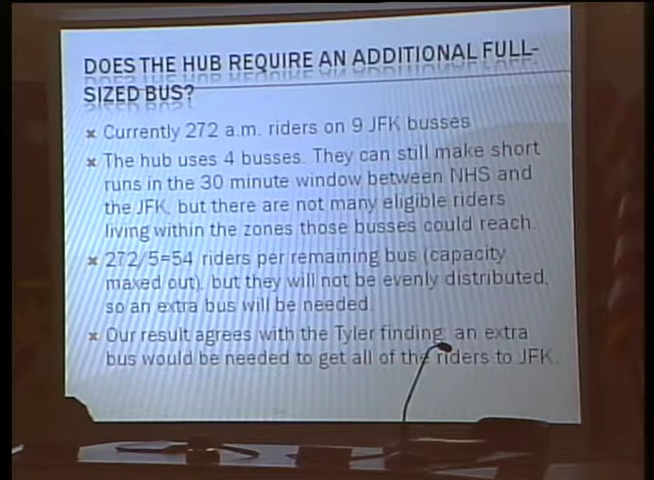 DOES THE HUB REQUIRE AN ADDITIONAL FULL-
SIZED BUS?
× Currently 272 a.m. riders on 9 JFK busses
× The hub uses 4 busses. They can still make short
runs in the 30 minute window between NHS and
the JFK, but there are not many eligible riders
living within the zones those busses could reach.
× 272/5=54 riders per remaining bus (capacity
maxed out), but they will not be evenly distributed,
so an extra bus will be needed.
× Our result agrees with the Tyler finding: an extra
bus would be needed to get all of the riders to JFK.